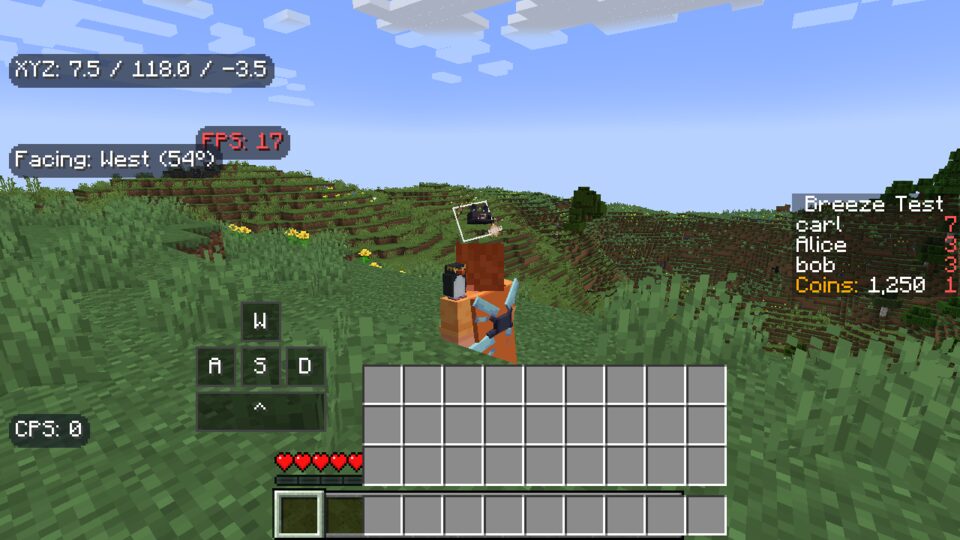 XYZ: 7.5 / 118.0 / -3.5
FPS: 17
Facing: West (54°)
Breeze Test
carl 7
Alice 3
bob 3
Coins: 1,250 1
W
A S D
^
CPS: 0